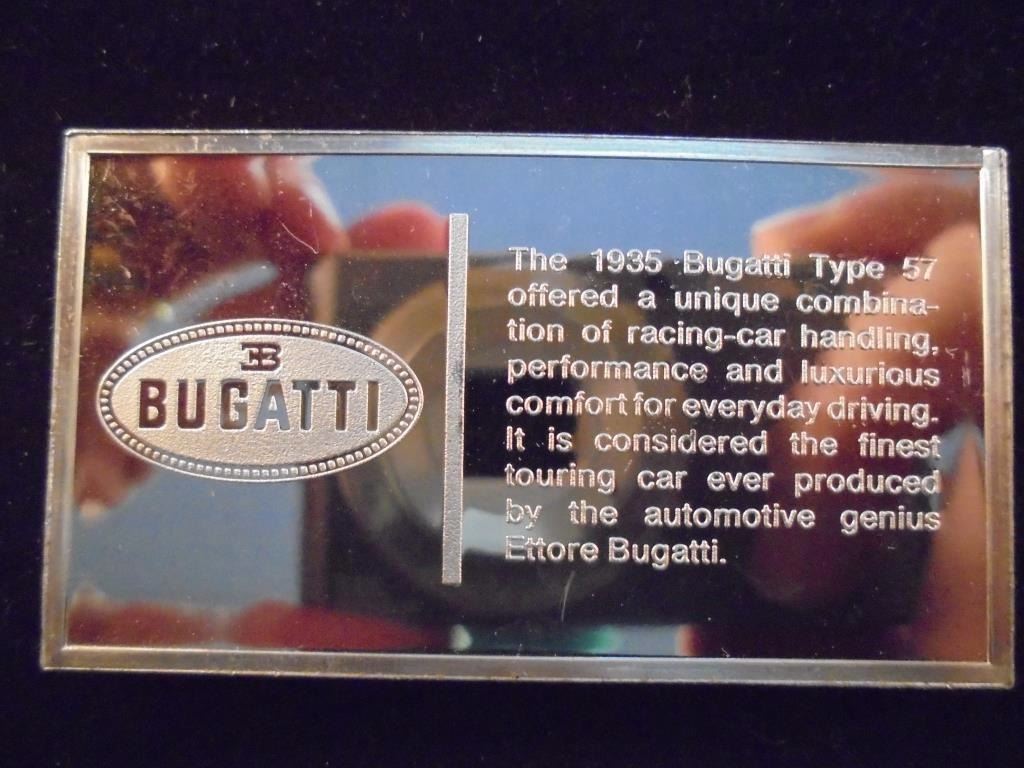 EB
BUGATTI
The 1935 Bugatti Type 57
offered a unique combina-
tion of racing-car handling,
performance and luxurious
comfort for everyday driving.
It is considered the finest
touring car ever produced
by the automotive genius
Ettore Bugatti.